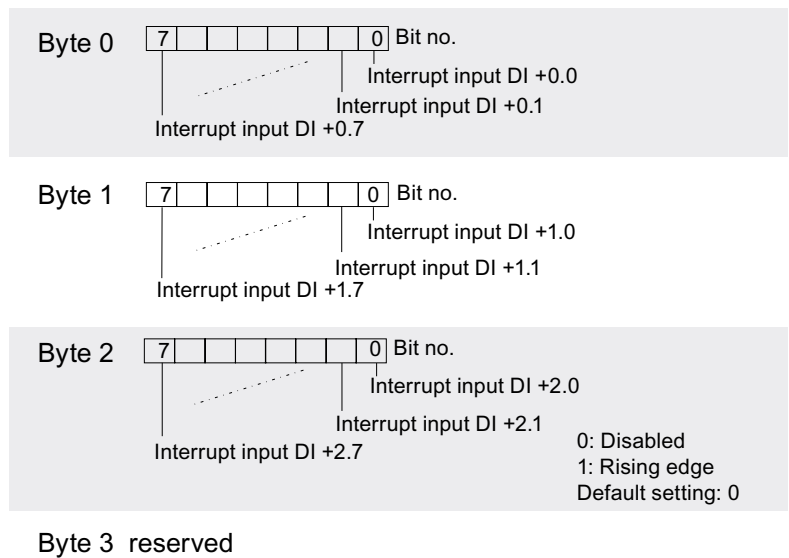 Byte 0 7 0 Bit no.
Interrupt input DI +0.0
Interrupt input DI +0.1
Interrupt input DI +0.7
Byte 1 7 0 Bit no.
Interrupt input DI +1.0
Interrupt input DI +1.1
Interrupt input DI +1.7
Byte 2 7 0 Bit no.
Interrupt input DI +2.0
Interrupt input DI +2.1
Interrupt input DI +2.7
0: Disabled
1: Rising edge
Default setting: 0
Byte 3 reserved